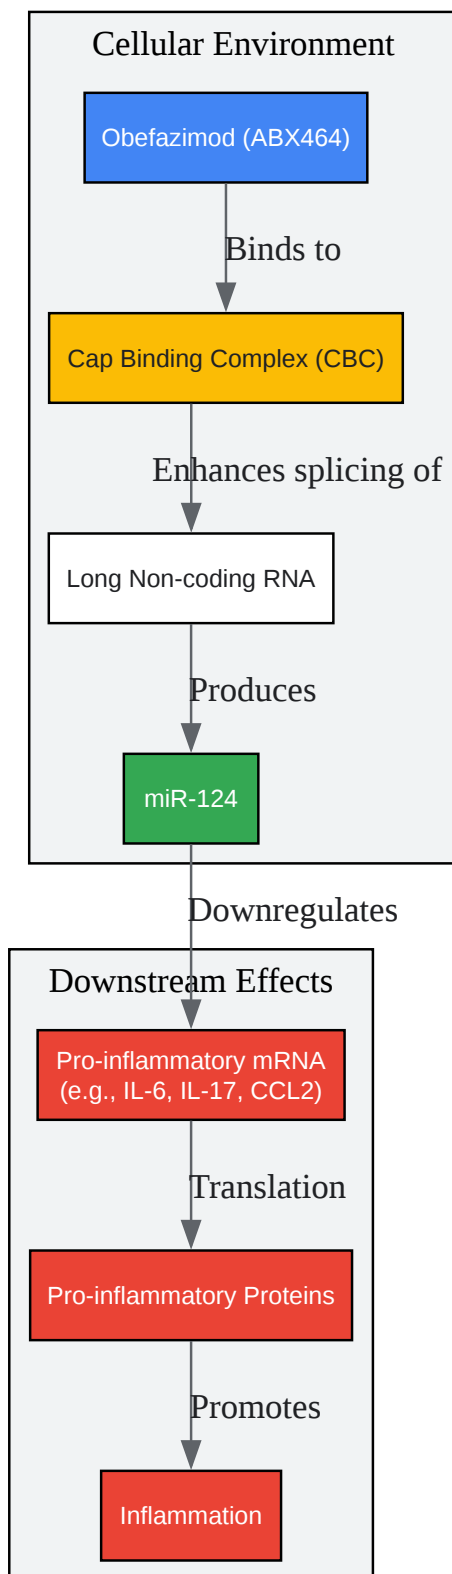 Cellular Environment
Obefazimod (ABX464)
Binds to
Cap Binding Complex (CBC)
Enhances splicing of
Long Non-coding RNA
Produces
miR-124
Downregulates
Downstream Effects
Pro-inflammatory mRNA
(e.g., IL-6, IL-17, CCL2)
Translation
Pro-inflammatory Proteins
Promotes
Inflammation